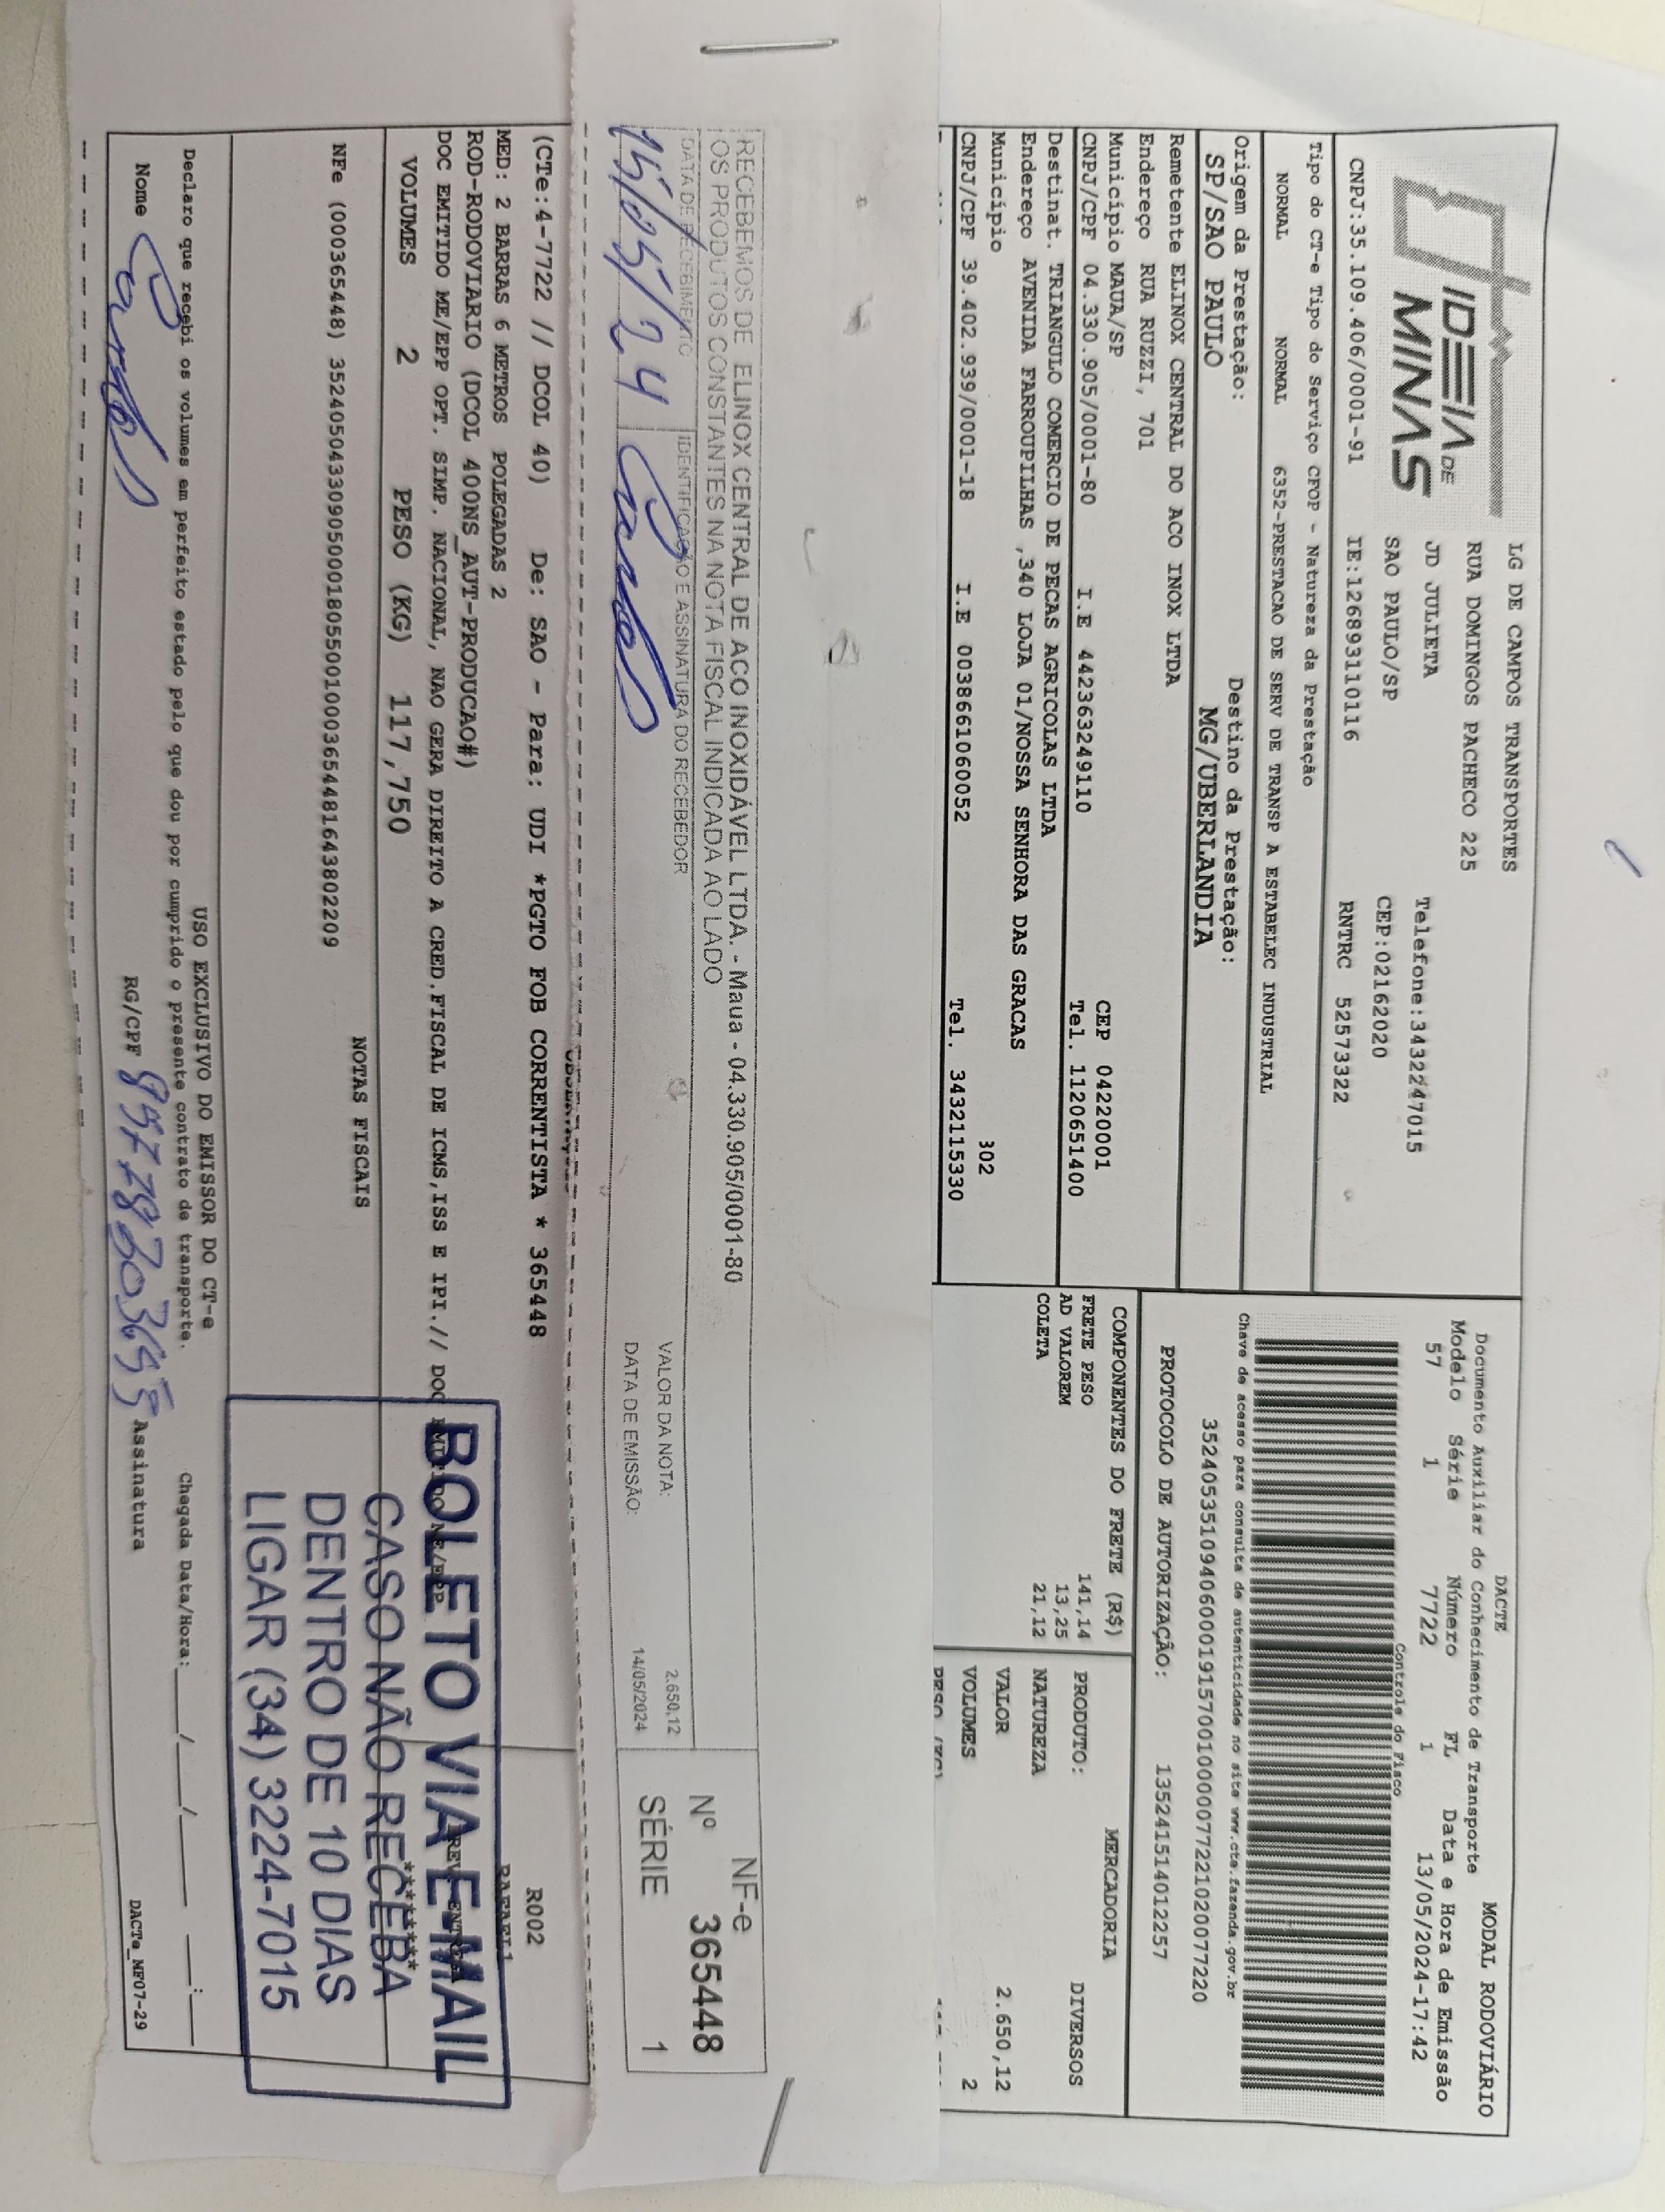 IDEIA DE
MINAS
LG DE CAMPOS TRANSPORTES
RUA DOMINGOS PACHECO 225
JD JULIETA
SAO PAULO/SP
Telefone:3432247015
CEP:02162020
CNPJ:35.109.406/0001-91 IE:126893110116 RNTRC 52573322
Tipo do CT-e Tipo do Serviço CFOP - Natureza da Prestação
NORMAL NORMAL 6352-PRESTACAO DE SERV DE TRANSP A ESTABELEC INDUSTRIAL
Origem da Prestação: Destino da Prestação:
SP/SAO PAULO MG/UBERLANDIA
Remetente ELINOX CENTRAL DO ACO INOX LTDA
Endereço RUA RUZZI, 701
Município MAUA/SP CEP 04220001
CNPJ/CPF 04.330.905/0001-80 I.E 442363249110 Tel. 1120651400
Destinat. TRIANGULO COMERCIO DE PECAS AGRICOLAS LTDA
Endereço AVENIDA FARROUPILHAS ,340 LOJA 01/NOSSA SENHORA DAS GRACAS
Município 302
CNPJ/CPF 39.402.939/0001-18 I.E 0038661060052 Tel. 3432115330
DACTE MODAL RODOVIÁRIO
Documento Auxiliar do Conhecimento de Transporte
Modelo Série Número FL Data e Hora de Emissão
57 1 7722 1 13/05/2024-17:42
Controle do Fisco
Chave de acesso para consulta de autenticidade no site www.cte.fazenda.gov.br
35240535109406000191570010000077221020077220
PROTOCOLO DE AUTORIZAÇÃO: 135241514012257
COMPONENTES DO FRETE (R$)
FRETE PESO 141,14
AD VALOREM 13,25
COLETA 21,12
MERCADORIA
PRODUTO: DIVERSOS
NATUREZA
VALOR 2.650,12
VOLUMES 2
PESO (KG)
RECEBEMOS DE ELINOX CENTRAL DE ACO INOXIDÁVEL LTDA. - Maua - 04.330.905/0001-80
OS PRODUTOS CONSTANTES NA NOTA FISCAL INDICADA AO LADO
DATA DE RECEBIMENTO IDENTIFICAÇÃO E ASSINATURA DO RECEBEDOR
15/05/24
VALOR DA NOTA: 2.650,12
DATA DE EMISSÃO: 14/05/2024
NF-e
Nº 365448
SÉRIE 1
(CTe:4-7722 // DCOL 40) De: SAO - Para: UDI *PGTO FOB CORRENTISTA * 365448
R002
MED: 2 BARRAS 6 METROS POLEGADAS 2
ROD-RODOVIARIO (DCOL 400NS_AUT-PRODUCAO#)
DOC EMITIDO ME/EPP OPT. SIMP. NACIONAL, NAO GERA DIREITO A CRED.FISCAL DE ICMS,ISS E IPI.// DOC EMITIDO ME/EPP
VOLUMES 2 PESO (KG) 117,750
NOTAS FISCAIS
NFe (000365448) 35240504330905000180550010003654481643802209
BOLETO VIA E-MAIL
CASO NÃO RECEBA
DENTRO DE 10 DIAS
LIGAR (34) 3224-7015
USO EXCLUSIVO DO EMISSOR DO CT-e
Declaro que recebi os volumes em perfeito estado pelo que dou por cumprido o presente contrato de transporte. Chegada Data/Hora:___/___/_____ ___:___
Nome RG/CPF Assinatura
DACTe_MF07-29